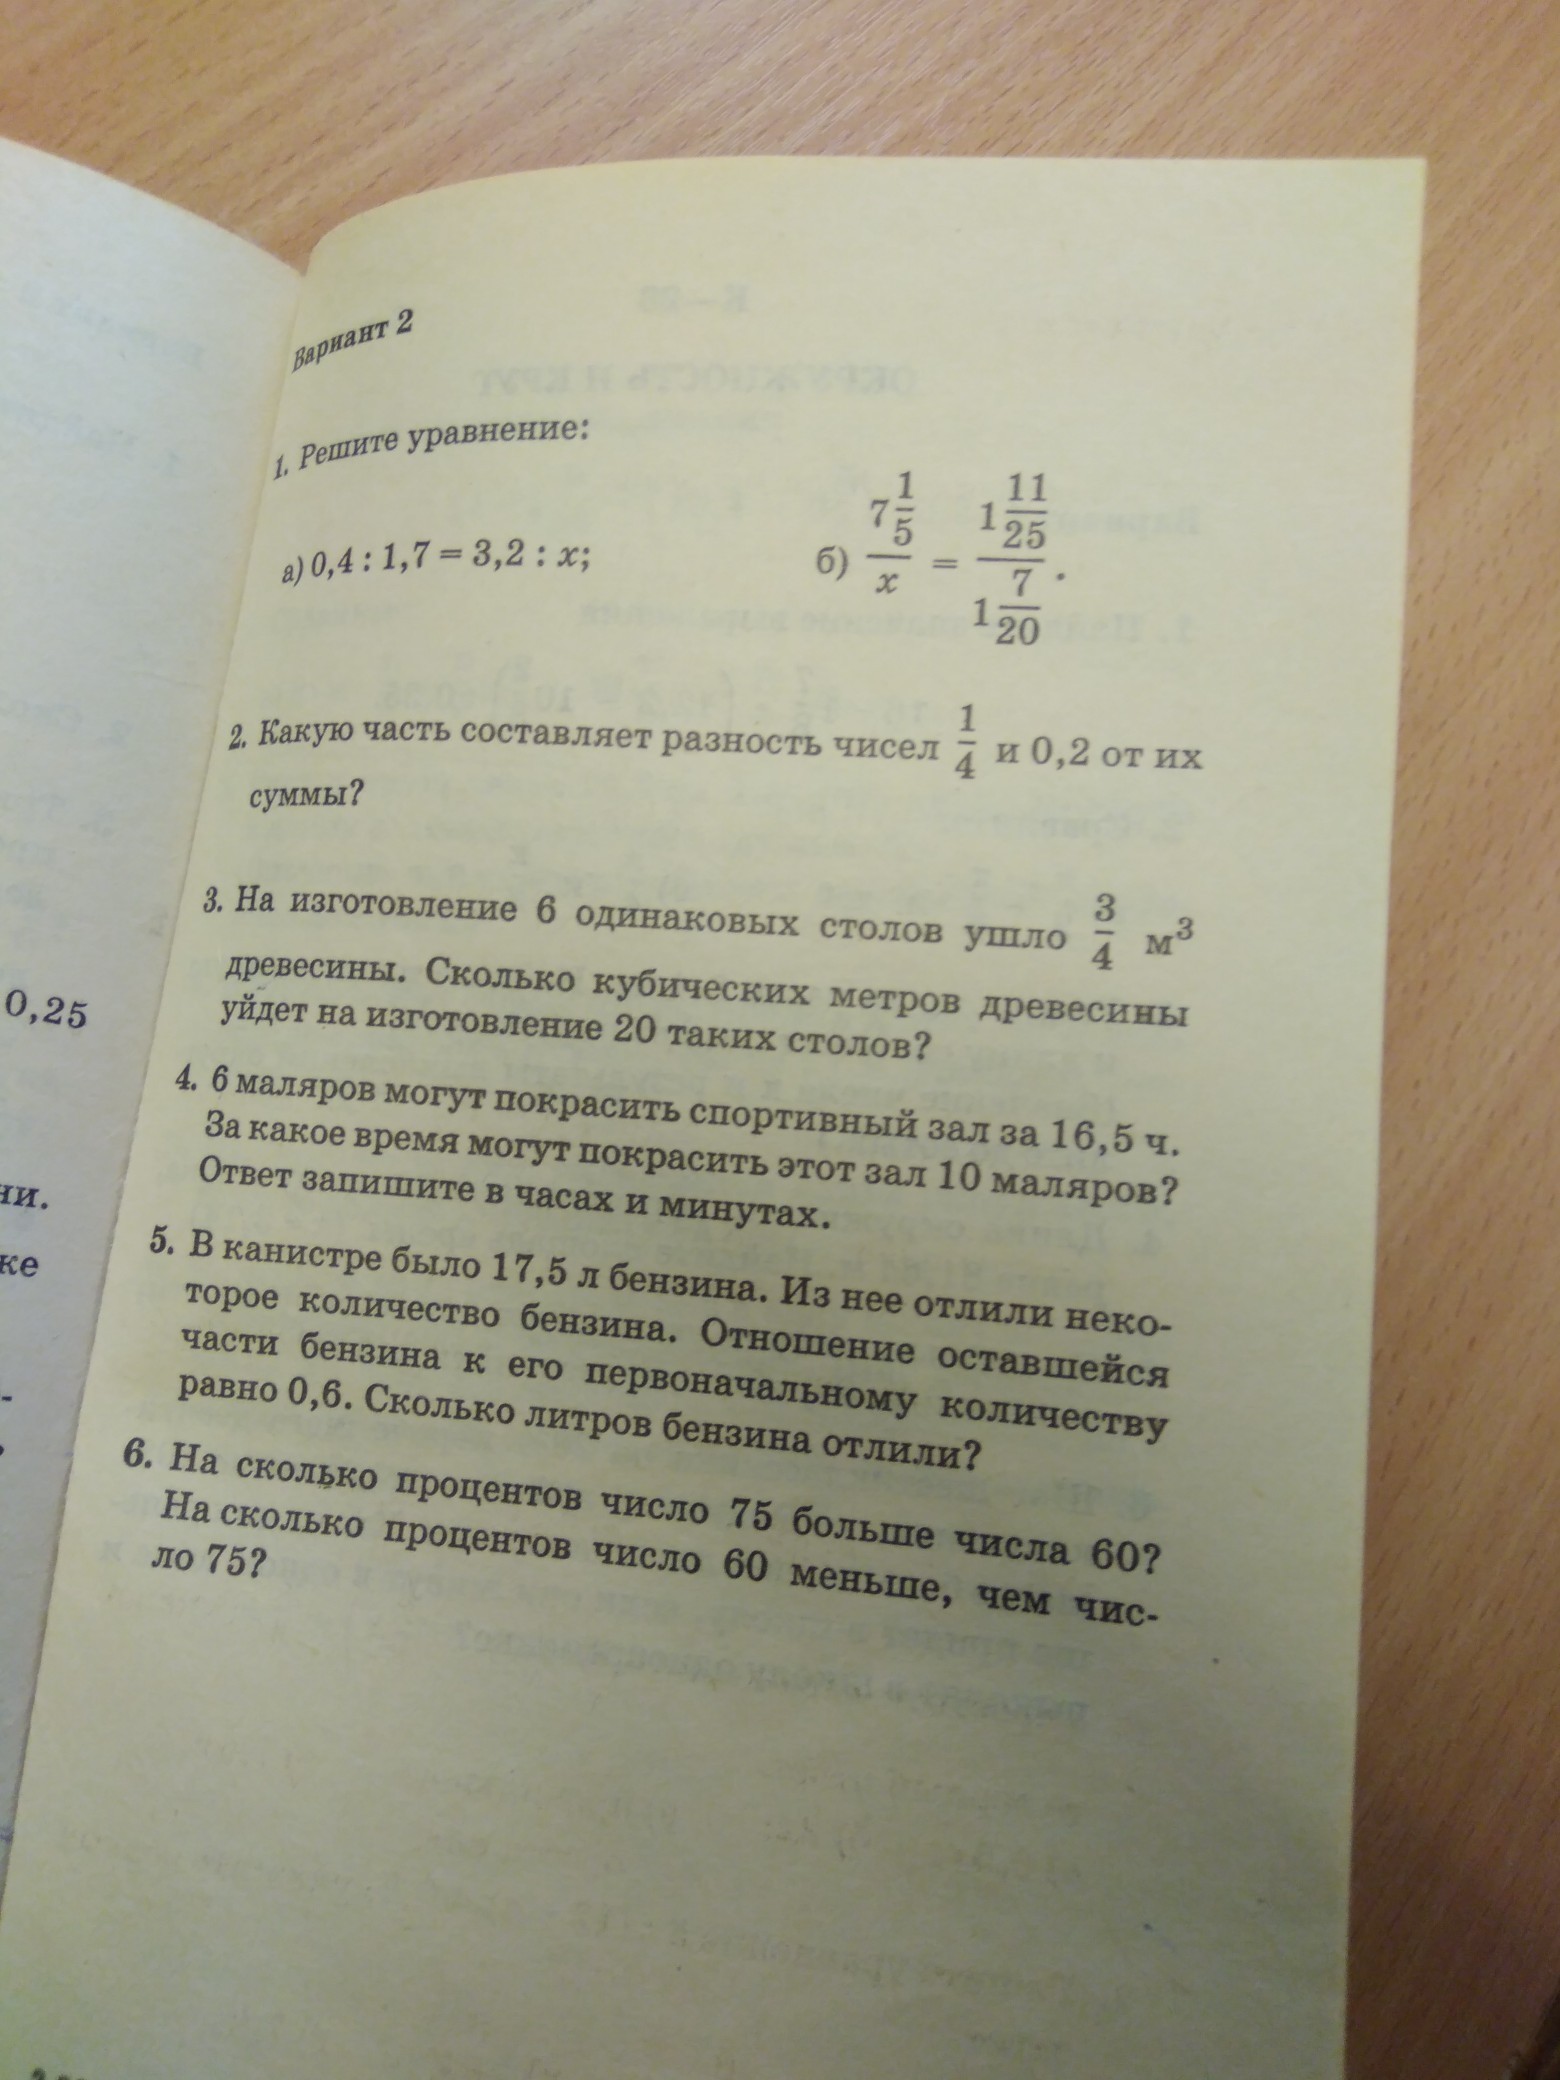 Вариант 2
1. Решите уравнение:
а) 0,4 : 1,7 = 3,2 : x;
б) 7 1/5 / x = 1 11/25 / 1 7/20 .
2. Какую часть составляет разность чисел 1/4 и 0,2 от их
суммы?
3. На изготовление 6 одинаковых столов ушло 3/4 м³
древесины. Сколько кубических метров древесины
уйдет на изготовление 20 таких столов?
4. 6 маляров могут покрасить спортивный зал за 16,5 ч.
За какое время могут покрасить этот зал 10 маляров?
Ответ запишите в часах и минутах.
5. В канистре было 17,5 л бензина. Из нее отлили неко-
торое количество бензина. Отношение оставшейся
части бензина к его первоначальному количеству
равно 0,6. Сколько литров бензина отлили?
6. На сколько процентов число 75 больше числа 60?
На сколько процентов число 60 меньше, чем чис-
ло 75?
0,25